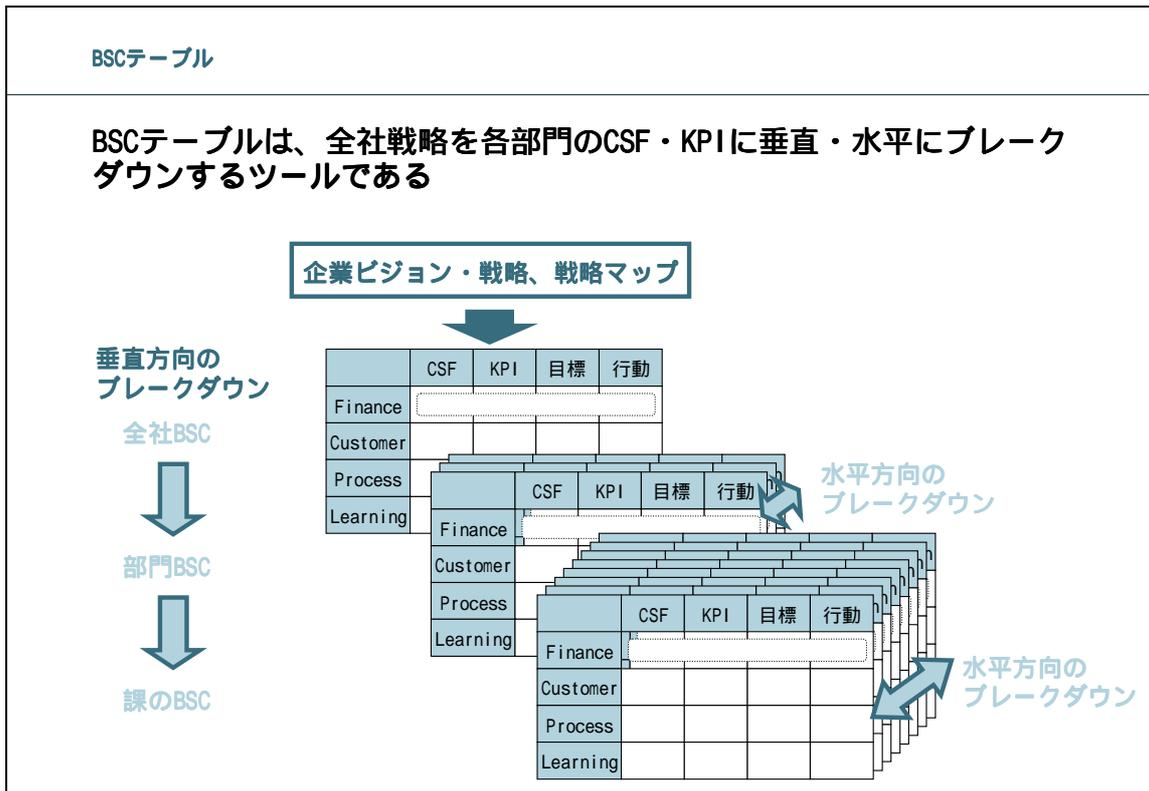 BSCテーブル
BSCテーブルは、全社戦略を各部門のCSF・KPIに垂直・水平にブレーク
ダウンするツールである
企業ビジョン・戦略、戦略マップ
垂直方向の
ブレークダウン
全社BSC
部門BSC
課のBSC
CSF KPI 目標 行動
Finance
Customer
Process
Learning
水平方向の
ブレークダウン
CSF KPI 目標 行動
Finance
Customer
Process
Learning
CSF KPI 目標 行動
Finance
Customer
Process
Learning
水平方向の
ブレークダウン